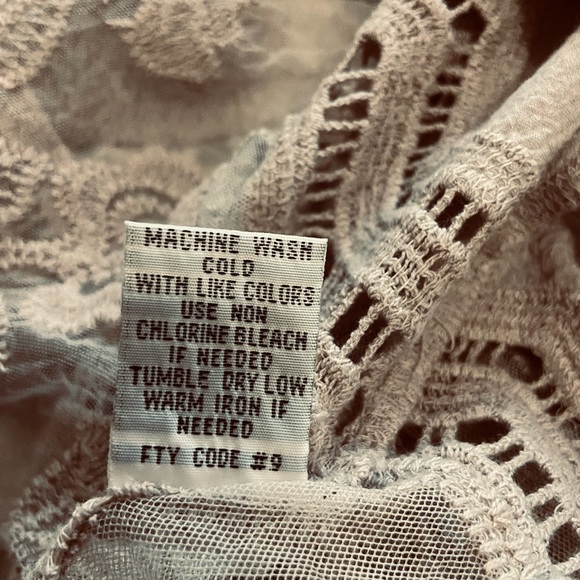 MACHINE WASH
COLD
WITH LIKE COLORS
USE NON
CHLORINE BLEACH
IF NEEDED
TUMBLE DRY LOW
WARM IRON IF
NEEDED
FTY CODE #9